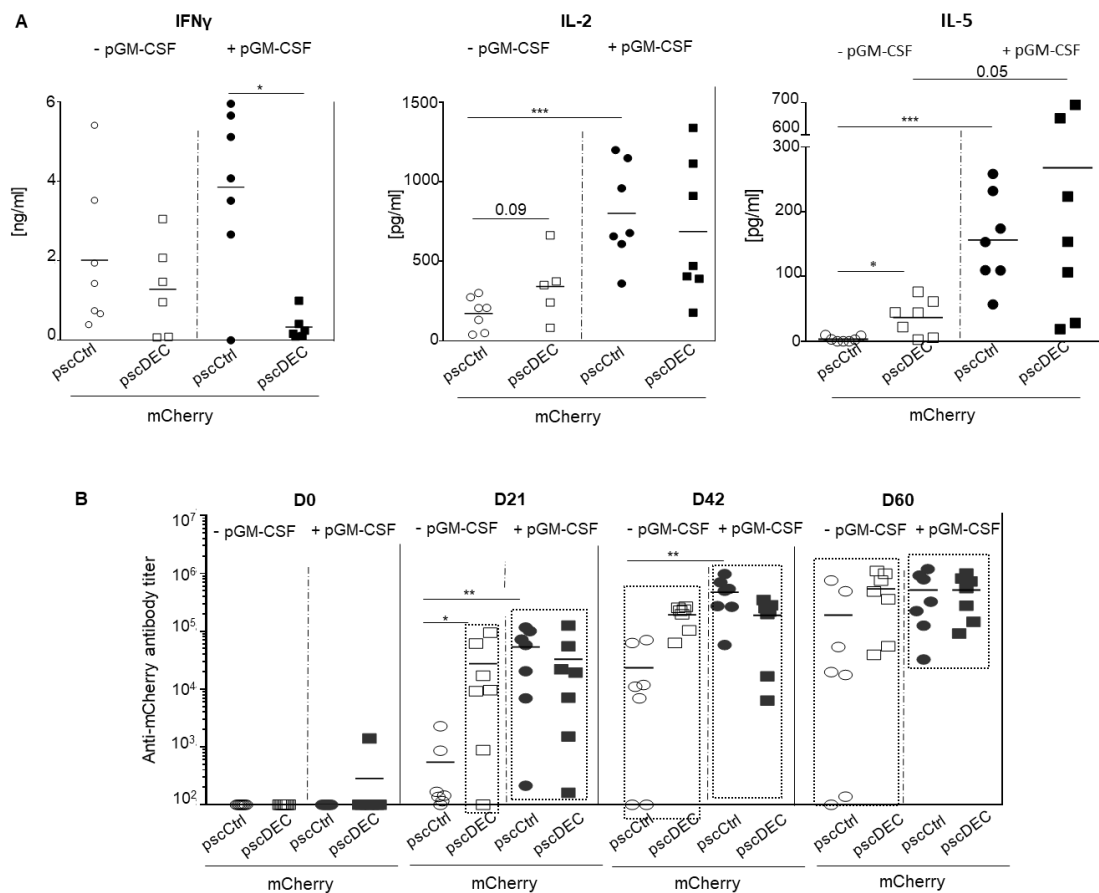 A
IFNγ
IL-2
IL-5
- pGM-CSF + pGM-CSF
- pGM-CSF + pGM-CSF
- pGM-CSF + pGM-CSF
0.05
*
***
***
0.09
*
[ng/ml]
6
4
2
0
[pg/ml]
1500
1000
500
0
[pg/ml]
700
600
300
200
100
0
pscCtrl pscDEC pscCtrl pscDEC
pscCtrl pscDEC pscCtrl pscDEC
pscCtrl pscDEC pscCtrl pscDEC
mCherry
mCherry
mCherry
B
D0
D21
D42
D60
- pGM-CSF + pGM-CSF
- pGM-CSF + pGM-CSF
- pGM-CSF + pGM-CSF
- pGM-CSF + pGM-CSF
**
*
**
Anti-mCherry antibody titer
10⁷
10⁶
10⁵
10⁴
10³
10²
pscCtrl pscDEC pscCtrl pscDEC
pscCtrl pscDEC pscCtrl pscDEC
pscCtrl pscDEC pscCtrl pscDEC
pscCtrl pscDEC pscCtrl pscDEC
mCherry
mCherry
mCherry
mCherry